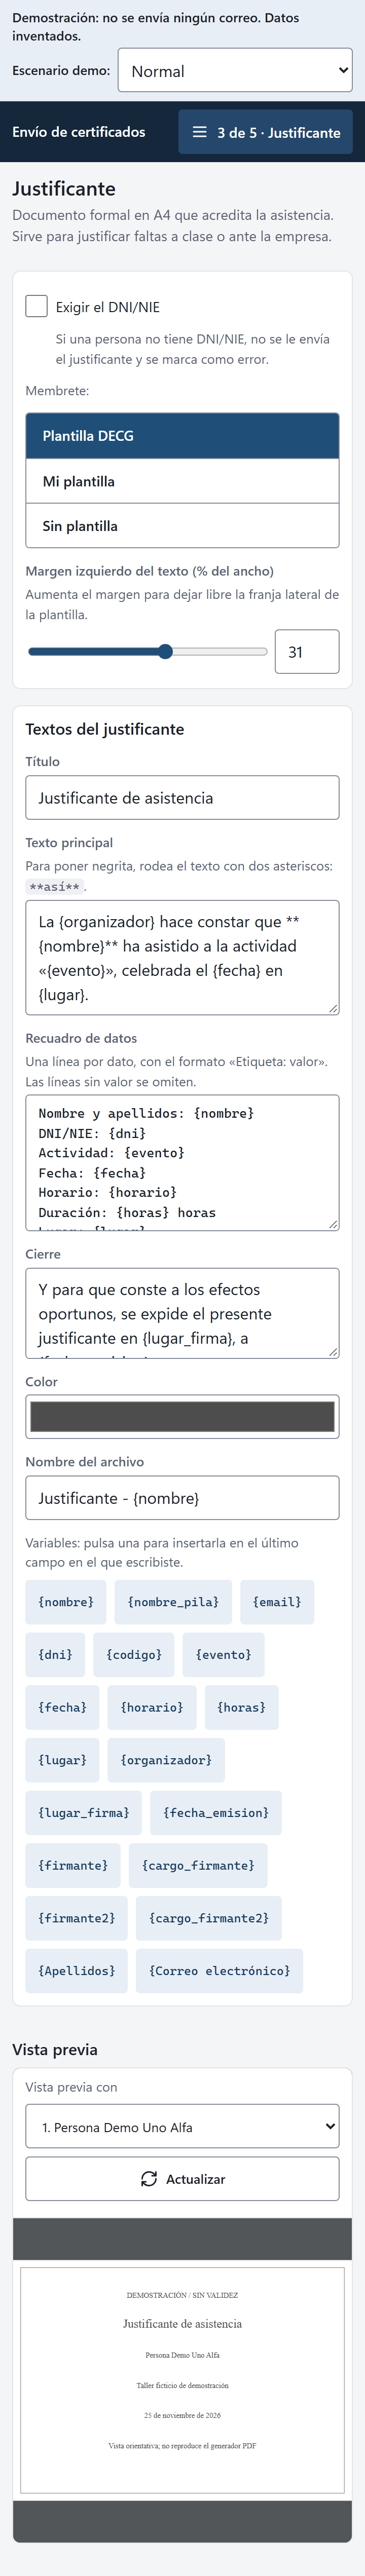 Demostración: no se envía ningún correo. Datos
inventados.
Escenario demo:
Normal
Envío de certificados
3 de 5 · Justificante
Justificante
Documento formal en A4 que acredita la asistencia.
Sirve para justificar faltas a clase o ante la empresa.
Exigir el DNI/NIE
Si una persona no tiene DNI/NIE, no se le envía
el justificante y se marca como error.
Membrete:
Plantilla DECG
Mi plantilla
Sin plantilla
Margen izquierdo del texto (% del ancho)
Aumenta el margen para dejar libre la franja lateral de
la plantilla.
31
Textos del justificante
Título
Justificante de asistencia
Texto principal
Para poner negrita, rodea el texto con dos asteriscos:
**así**.
La {organizador} hace constar que **
{nombre}** ha asistido a la actividad
«{evento}», celebrada el {fecha} en
{lugar}.
Recuadro de datos
Una línea por dato, con el formato «Etiqueta: valor».
Las líneas sin valor se omiten.
Nombre y apellidos: {nombre}
DNI/NIE: {dni}
Actividad: {evento}
Fecha: {fecha}
Horario: {horario}
Duración: {horas} horas
Cierre
Y para que conste a los efectos
oportunos, se expide el presente
justificante en {lugar_firma}, a
Color
Nombre del archivo
Justificante - {nombre}
Variables: pulsa una para insertarla en el último
campo en el que escribiste.
{nombre} {nombre_pila} {email}
{dni} {codigo} {evento}
{fecha} {horario} {horas}
{lugar} {organizador}
{lugar_firma} {fecha_emision}
{firmante} {cargo_firmante}
{firmante2} {cargo_firmante2}
{Apellidos} {Correo electrónico}
Vista previa
Vista previa con
1. Persona Demo Uno Alfa
Actualizar
DEMOSTRACIÓN / SIN VALIDEZ
Justificante de asistencia
Persona Demo Uno Alfa
Taller ficticio de demostración
25 de noviembre de 2026
Vista orientativa; no reproduce el generador PDF